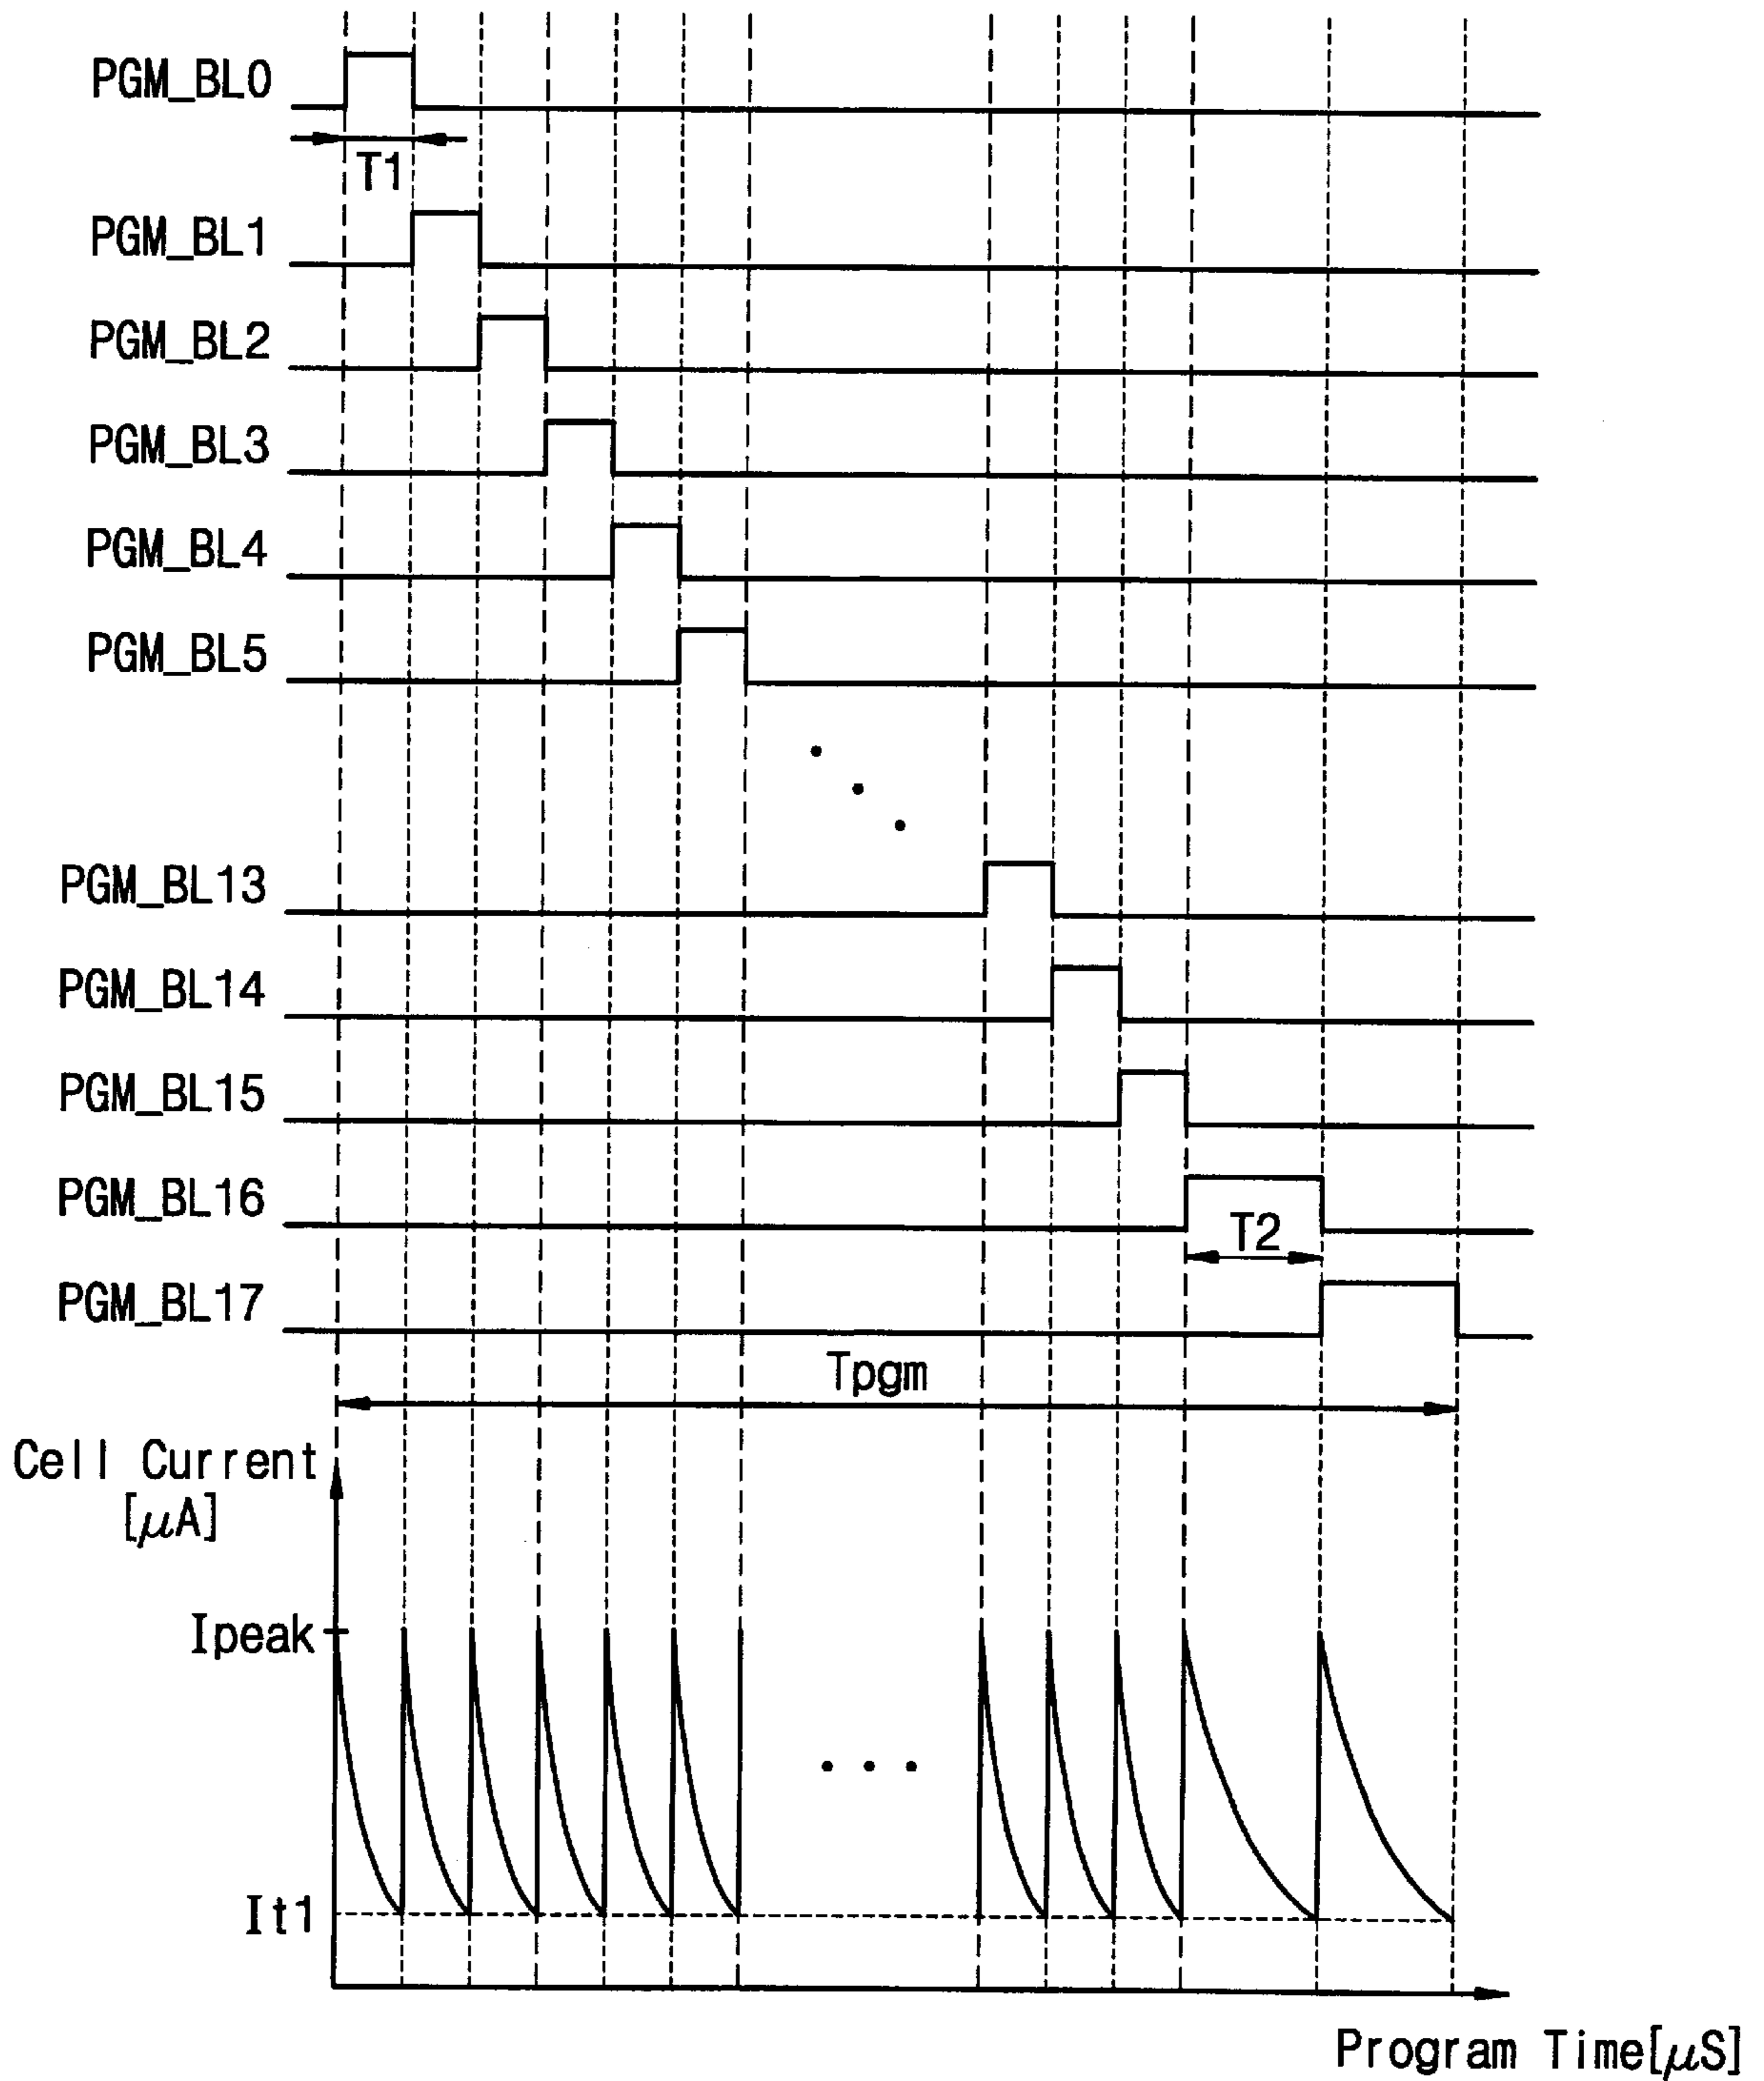 PGM_BL0
T1
PGM_BL1
PGM_BL2
PGM_BL3
PGM_BL4
PGM_BL5
PGM_BL13
PGM_BL14
PGM_BL15
PGM_BL16
T2
PGM_BL17
Tpgm
Cell Current
[μA]
Ipeak
It1
Program Time[μS]